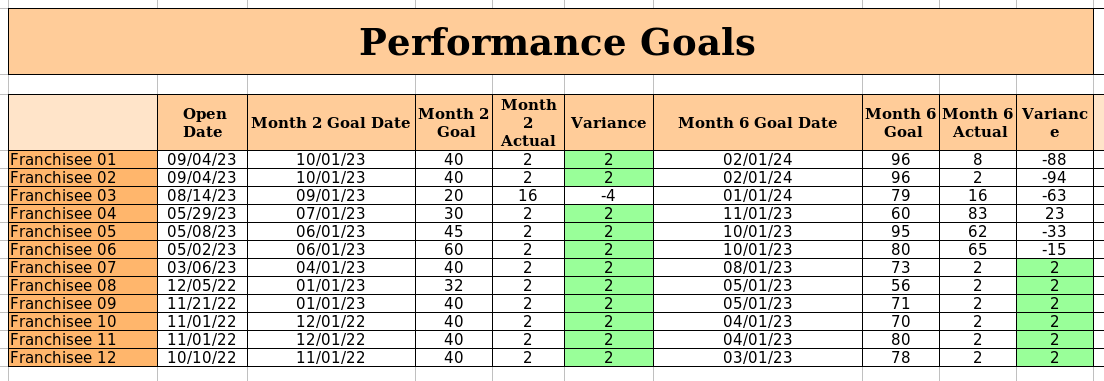 Performance Goals
Open Date Month 2 Goal Date Month 2 Goal Month 2 Actual Variance Month 6 Goal Date Month 6 Goal Month 6 Actual Variance
Franchisee 01 09/04/23 10/01/23 40 2 2 02/01/24 96 8 -88
Franchisee 02 09/04/23 10/01/23 40 2 2 02/01/24 96 2 -94
Franchisee 03 08/14/23 09/01/23 20 16 -4 01/01/24 79 16 -63
Franchisee 04 05/29/23 07/01/23 30 2 2 11/01/23 60 83 23
Franchisee 05 05/08/23 06/01/23 45 2 2 10/01/23 95 62 -33
Franchisee 06 05/02/23 06/01/23 60 2 2 10/01/23 80 65 -15
Franchisee 07 03/06/23 04/01/23 40 2 2 08/01/23 73 2 2
Franchisee 08 12/05/22 01/01/23 32 2 2 05/01/23 56 2 2
Franchisee 09 11/21/22 01/01/23 40 2 2 05/01/23 71 2 2
Franchisee 10 11/01/22 12/01/22 40 2 2 04/01/23 70 2 2
Franchisee 11 11/01/22 12/01/22 40 2 2 04/01/23 80 2 2
Franchisee 12 10/10/22 11/01/22 40 2 2 03/01/23 78 2 2